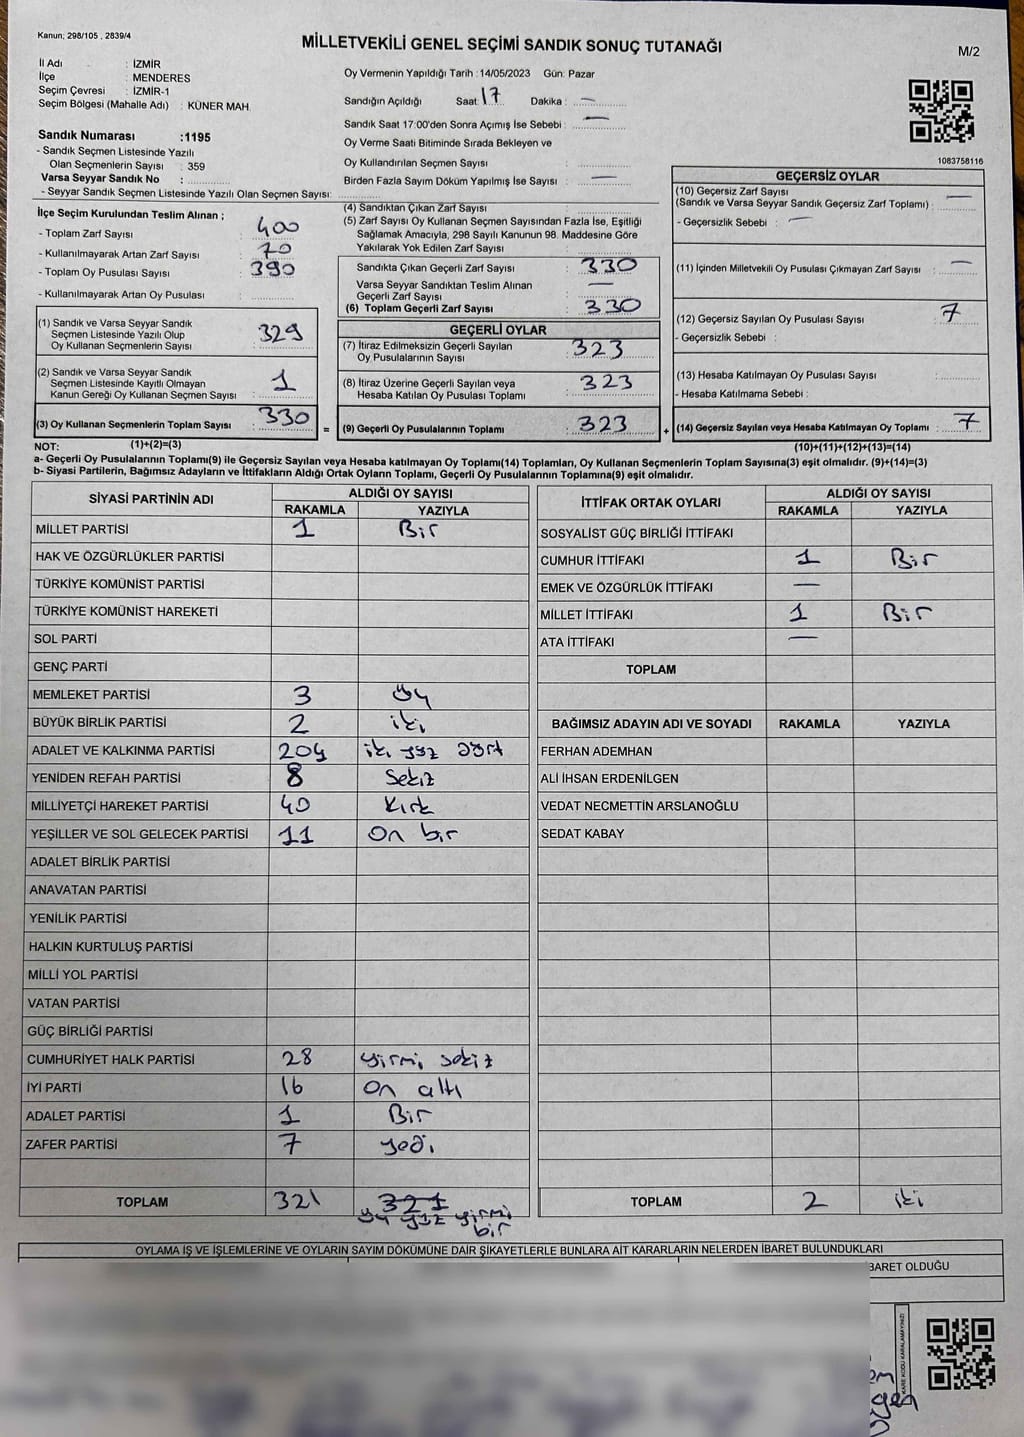 Kanun; 298/105 , 2839/4
MİLLETVEKİLİ GENEL SEÇİMİ SANDIK SONUÇ TUTANAĞI
M/2
İl Adı : İZMİR
İlçe : MENDERES
Seçim Çevresi : İZMİR-1
Seçim Bölgesi (Mahalle Adı) : KÜNER MAH.
Sandık Numarası :1195
- Sandık Seçmen Listesinde Yazılı
Olan Seçmenlerin Sayısı : 359
Varsa Seyyar Sandık No :
- Seyyar Sandık Seçmen Listesinde Yazılı Olan Seçmen Sayısı:
Oy Vermenin Yapıldığı Tarih :14/05/2023 Gün: Pazar
Sandığın Açıldığı Saat: 17 Dakika : —
Sandık Saat 17:00'den Sonra Açımış İse Sebebi : —
Oy Verme Saati Bitiminde Sırada Bekleyen ve
Oy Kullandırılan Seçmen Sayısı :
Birden Fazla Sayım Döküm Yapılmış İse Sayısı : —
1083758116
İlçe Seçim Kurulundan Teslim Alınan ;
- Toplam Zarf Sayısı : 400
- Kullanılmayarak Artan Zarf Sayısı : 70
- Toplam Oy Pusulası Sayısı : 390
- Kullanılmayarak Artan Oy Pusulası :
(1) Sandık ve Varsa Seyyar Sandık
Seçmen Listesinde Yazılı Olup
Oy Kullanan Seçmenlerin Sayısı : 329
(2) Sandık ve Varsa Seyyar Sandık
Seçmen Listesinde Kayıtlı Olmayan
Kanun Gereği Oy Kullanan Seçmen Sayısı : 1
(3) Oy Kullanan Seçmenlerin Toplam Sayısı : 330
(4) Sandıktan Çıkan Zarf Sayısı :
(5) Zarf Sayısı Oy Kullanan Seçmen Sayısından Fazla İse, Eşitliği
Sağlamak Amacıyla, 298 Sayılı Kanunun 98. Maddesine Göre
Yakılarak Yok Edilen Zarf Sayısı :
Sandıkta Çıkan Geçerli Zarf Sayısı : 330
Varsa Seyyar Sandıktan Teslim Alınan
Geçerli Zarf Sayısı : —
(6) Toplam Geçerli Zarf Sayısı : 330
GEÇERLİ OYLAR
(7) İtiraz Edilmeksizin Geçerli Sayılan
Oy Pusulalarının Sayısı : 323
(8) İtiraz Üzerine Geçerli Sayılan veya
Hesaba Katılan Oy Pusulası Toplamı : 323
= (9) Geçerli Oy Pusulalarının Toplamı : 323
GEÇERSİZ OYLAR
(10) Geçersiz Zarf Sayısı
(Sandık ve Varsa Seyyar Sandık Geçersiz Zarf Toplamı) : —
- Geçersizlik Sebebi : —
(11) İçinden Milletvekili Oy Pusulası Çıkmayan Zarf Sayısı : —
(12) Geçersiz Sayılan Oy Pusulası Sayısı : 7
- Geçersizlik Sebebi :
(13) Hesaba Katılmayan Oy Pusulası Sayısı :
- Hesaba Katılmama Sebebi :
+ (14) Geçersiz Sayılan veya Hesaba Katılmayan Oy Toplamı : 7
NOT: (1)+(2)=(3) (10)+(11)+(12)+(13)=(14)
a- Geçerli Oy Pusulalarının Toplamı(9) ile Geçersiz Sayılan veya Hesaba katılmayan Oy Toplamı(14) Toplamları, Oy Kullanan Seçmenlerin Toplam Sayısına(3) eşit olmalıdır. (9)+(14)=(3)
b- Siyasi Partilerin, Bağımsız Adayların ve İttifakların Aldığı Ortak Oyların Toplamı, Geçerli Oy Pusulalarının Toplamına(9) eşit olmalıdır.
SİYASİ PARTİNİN ADI ALDIĞI OY SAYISI
RAKAMLA YAZIYLA
MİLLET PARTİSİ 1 Bir
HAK VE ÖZGÜRLÜKLER PARTİSİ
TÜRKİYE KOMÜNİST PARTİSİ
TÜRKİYE KOMÜNİST HAREKETİ
SOL PARTİ
GENÇ PARTİ
MEMLEKET PARTİSİ 3 üç
BÜYÜK BİRLİK PARTİSİ 2 iki
ADALET VE KALKINMA PARTİSİ 204 iki yüz dört
YENİDEN REFAH PARTİSİ 8 Sekiz
MİLLİYETÇİ HAREKET PARTİSİ 40 Kırk
YEŞİLLER VE SOL GELECEK PARTİSİ 11 On bir
ADALET BİRLİK PARTİSİ
ANAVATAN PARTİSİ
YENİLİK PARTİSİ
HALKIN KURTULUŞ PARTİSİ
MİLLİ YOL PARTİSİ
VATAN PARTİSİ
GÜÇ BİRLİĞİ PARTİSİ
CUMHURİYET HALK PARTİSİ 28 yirmi sekiz
İYİ PARTİ 16 On altı
ADALET PARTİSİ 1 Bir
ZAFER PARTİSİ 7 yedi
TOPLAM 321 321
üç yüz yirmi
bir
İTTİFAK ORTAK OYLARI ALDIĞI OY SAYISI
RAKAMLA YAZIYLA
SOSYALİST GÜÇ BİRLİĞİ İTTİFAKI
CUMHUR İTTİFAKI 1 Bir
EMEK VE ÖZGÜRLÜK İTTİFAKI —
MİLLET İTTİFAKI 1 Bir
ATA İTTİFAKI —
TOPLAM
BAĞIMSIZ ADAYIN ADI VE SOYADI RAKAMLA YAZIYLA
FERHAN ADEMHAN
ALİ İHSAN ERDENİLGEN
VEDAT NECMETTİN ARSLANOĞLU
SEDAT KABAY
TOPLAM 2 iki
OYLAMA İŞ VE İŞLEMLERİNE VE OYLARIN SAYIM DÖKÜMÜNE DAİR ŞİKAYETLERLE BUNLARA AİT KARARLARIN NELERDEN İBARET BULUNDUKLARI
BARET OLDUĞU
KARE KODU KARALAMAYINIZ!